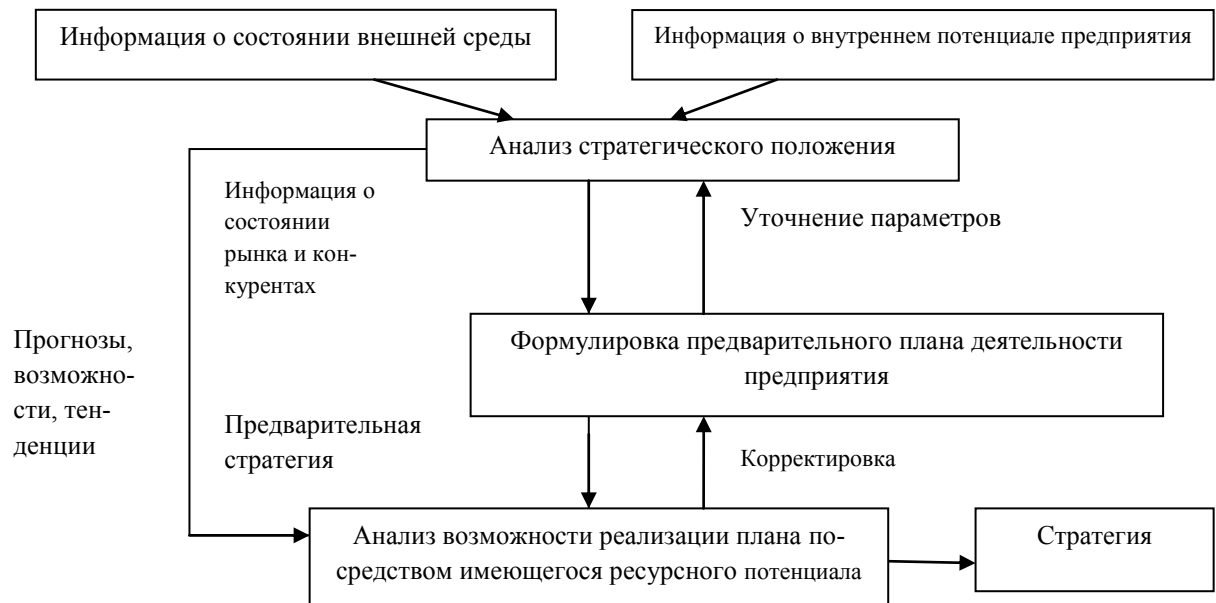 Информация о состоянии внешней среды
Информация о внутреннем потенциале предприятия
Анализ стратегического положения
Информация о
состоянии
рынка и кон-
курентах
Уточнение параметров
Прогнозы,
возможно-
сти, тен-
денции
Формулировка предварительного плана деятельности
предприятия
Предварительная
стратегия
Корректировка
Анализ возможности реализации плана по-
средством имеющегося ресурсного потенциала
Стратегия